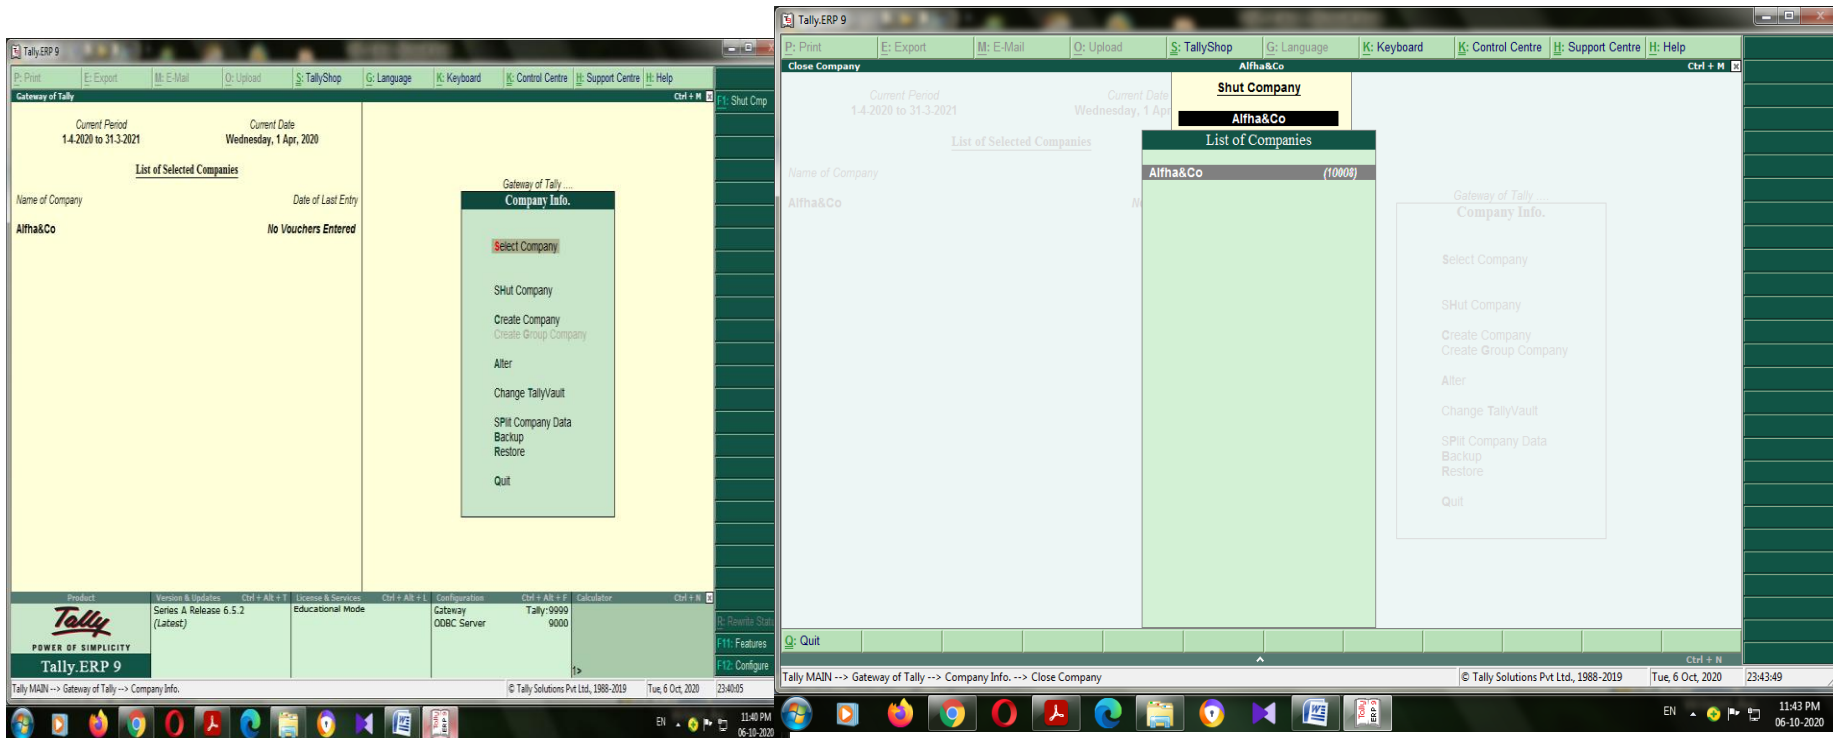 Tally.ERP 9
P: Print E: Export M: E-Mail O: Upload S: TallyShop G: Language K: Keyboard K: Control Centre H: Support Centre H: Help
Gateway of Tally Ctrl + M x
F1: Shut Cmp
Current Period Current Date
1-4-2020 to 31-3-2021 Wednesday, 1 Apr, 2020
List of Selected Companies
Name of Company Date of Last Entry
Alfha&Co No Vouchers Entered
Gateway of Tally ....
Company Info.
Select Company
SHut Company
Create Company
Create Group Company
Alter
Change TallyVault
SPlit Company Data
Backup
Restore
Quit
Product Version & Updates Ctrl + Alt + T License & Services Ctrl + Alt + L Configuration Ctrl + Alt + F Calculator Ctrl + N x
Tally
POWER OF SIMPLICITY
Tally.ERP 9
Series A Release 6.5.2
(Latest)
Educational Mode
Gateway Tally:9999
ODBC Server 9000
1>
R: Rewrite Stat
F11: Features
F12: Configure
Tally MAIN --> Gateway of Tally --> Company Info. © Tally Solutions Pvt Ltd., 1988-2019 Tue, 6 Oct, 2020 23:40:05
EN 11:40 PM
06-10-2020
Tally.ERP 9
P: Print E: Export M: E-Mail O: Upload S: TallyShop G: Language K: Keyboard K: Control Centre H: Support Centre H: Help
Close Company Alfha&Co Ctrl + M x
Current Period Current Date
1-4-2020 to 31-3-2021 Wednesday, 1 Apr
Shut Company
Alfha&Co
List of Selected Companies
List of Companies
Name of Company
Alfha&Co (10008)
Alfha&Co
Gateway of Tally ....
Company Info.
Select Company
SHut Company
Create Company
Create Group Company
Alter
Change TallyVault
SPlit Company Data
Backup
Restore
Quit
Q: Quit
Ctrl + N
Tally MAIN --> Gateway of Tally --> Company Info. --> Close Company © Tally Solutions Pvt Ltd., 1988-2019 Tue, 6 Oct, 2020 23:43:49
EN 11:43 PM
06-10-2020